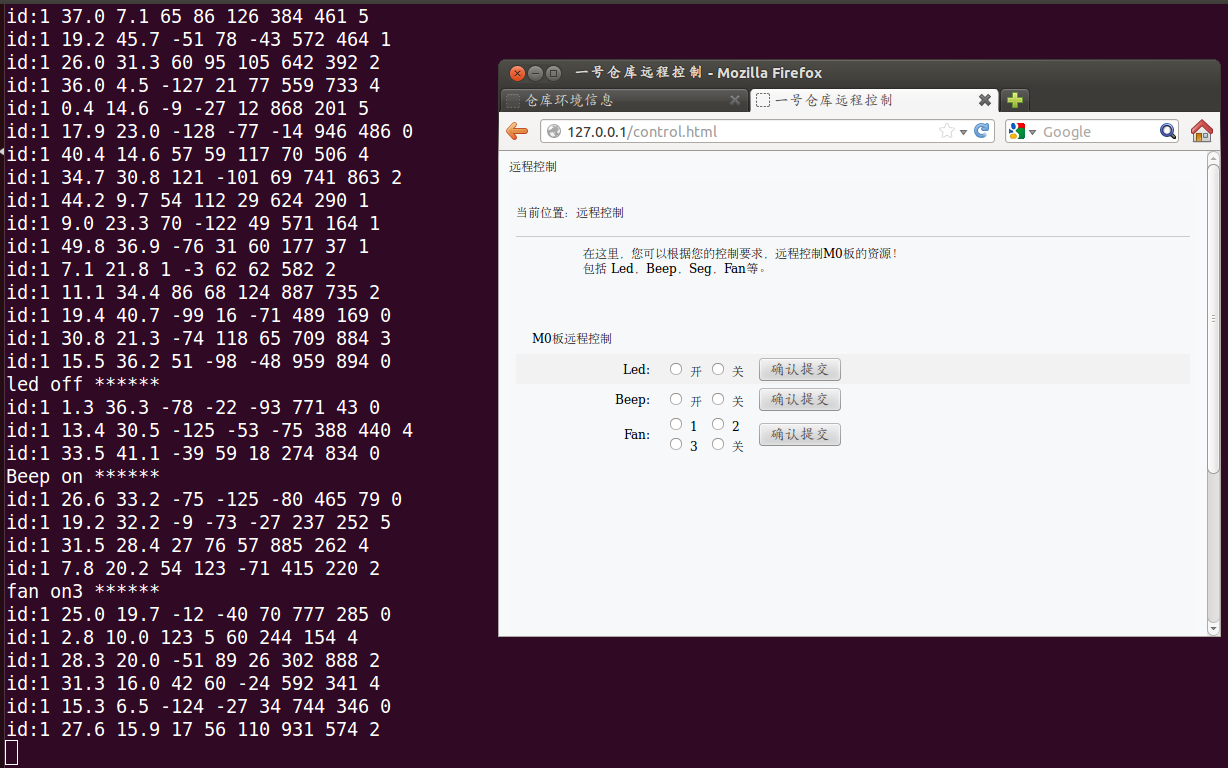 id:1 37.0 7.1 65 86 126 384 461 5
id:1 19.2 45.7 -51 78 -43 572 464 1
id:1 26.0 31.3 60 95 105 642 392 2
id:1 36.0 4.5 -127 21 77 559 733 4
id:1 0.4 14.6 -9 -27 12 868 201 5
id:1 17.9 23.0 -128 -77 -14 946 486 0
id:1 40.4 14.6 57 59 117 70 506 4
id:1 34.7 30.8 121 -101 69 741 863 2
id:1 44.2 9.7 54 112 29 624 290 1
id:1 9.0 23.3 70 -122 49 571 164 1
id:1 49.8 36.9 -76 31 60 177 37 1
id:1 7.1 21.8 1 -3 62 62 582 2
id:1 11.1 34.4 86 68 124 887 735 2
id:1 19.4 40.7 -99 16 -71 489 169 0
id:1 30.8 21.3 -74 118 65 709 884 3
id:1 15.5 36.2 51 -98 -48 959 894 0
led off ******
id:1 1.3 36.3 -78 -22 -93 771 43 0
id:1 13.4 30.5 -125 -53 -75 388 440 4
id:1 33.5 41.1 -39 59 18 274 834 0
Beep on ******
id:1 26.6 33.2 -75 -125 -80 465 79 0
id:1 19.2 32.2 -9 -73 -27 237 252 5
id:1 31.5 28.4 27 76 57 885 262 4
id:1 7.8 20.2 54 123 -71 415 220 2
fan on3 ******
id:1 25.0 19.7 -12 -40 70 777 285 0
id:1 2.8 10.0 123 5 60 244 154 4
id:1 28.3 20.0 -51 89 26 302 888 2
id:1 31.3 16.0 42 60 -24 592 341 4
id:1 15.3 6.5 -124 -27 34 744 346 0
id:1 27.6 15.9 17 56 110 931 574 2
一号仓库远程控制 - Mozilla Firefox
仓库环境信息 一号仓库远程控制
127.0.0.1/control.html Google
远程控制
当前位置：远程控制
在这里，您可以根据您的控制要求，远程控制M0板的资源！
包括 Led、Beep、Seg、Fan等。
M0板远程控制
Led: 开 关 确认提交
Beep: 开 关 确认提交
Fan: 1 2 确认提交
3 关